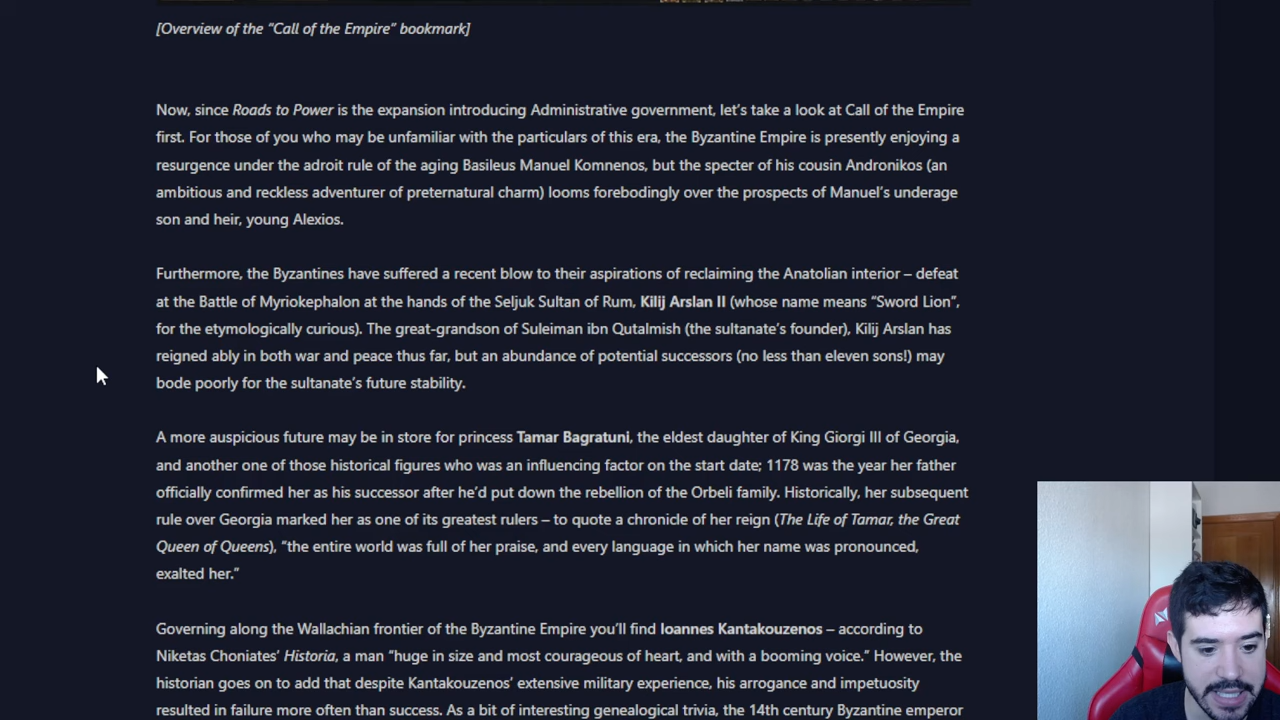 [Overview of the “Call of the Empire” bookmark]
Now, since Roads to Power is the expansion introducing Administrative government, let’s take a look at Call of the Empire
first. For those of you who may be unfamiliar with the particulars of this era, the Byzantine Empire is presently enjoying a
resurgence under the adroit rule of the aging Basileus Manuel Komnenos, but the specter of his cousin Andronikos (an
ambitious and reckless adventurer of preternatural charm) looms forebodingly over the prospects of Manuel’s underage
son and heir, young Alexios.
Furthermore, the Byzantines have suffered a recent blow to their aspirations of reclaiming the Anatolian interior – defeat
at the Battle of Myriokephalon at the hands of the Seljuk Sultan of Rum, Kilij Arslan II (whose name means “Sword Lion”,
for the etymologically curious). The great-grandson of Suleiman ibn Qutalmish (the sultanate’s founder), Kilij Arslan has
reigned ably in both war and peace thus far, but an abundance of potential successors (no less than eleven sons!) may
bode poorly for the sultanate’s future stability.
A more auspicious future may be in store for princess Tamar Bagratuni, the eldest daughter of King Giorgi III of Georgia,
and another one of those historical figures who was an influencing factor on the start date; 1178 was the year her father
officially confirmed her as his successor after he’d put down the rebellion of the Orbeli family. Historically, her subsequent
rule over Georgia marked her as one of its greatest rulers – to quote a chronicle of her reign (The Life of Tamar, the Great
Queen of Queens), “the entire world was full of her praise, and every language in which her name was pronounced,
exalted her.”
Governing along the Wallachian frontier of the Byzantine Empire you’ll find Ioannes Kantakouzenos – according to
Niketas Choniates’ Historia, a man “huge in size and most courageous of heart, and with a booming voice.” However, the
historian goes on to add that despite Kantakouzenos’ extensive military experience, his arrogance and impetuosity
resulted in failure more often than success. As a bit of interesting genealogical trivia, the 14th century Byzantine emperor